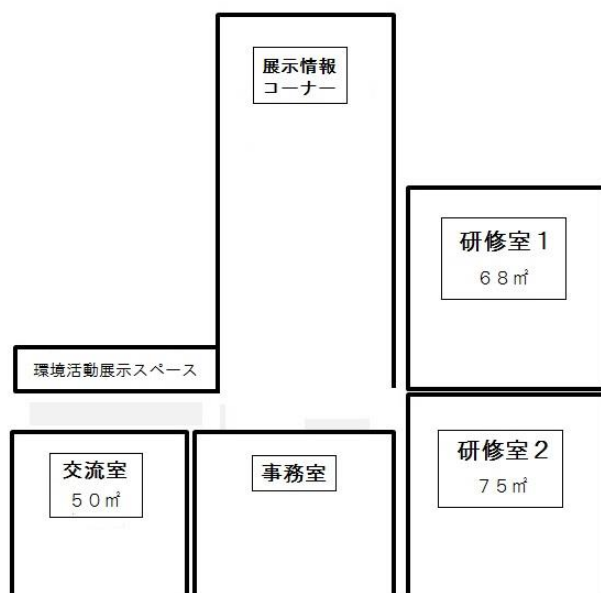 展示情報
コーナー
研修室１
６８㎡
環境活動展示スペース
交流室
５０㎡
事務室
研修室２
７５㎡